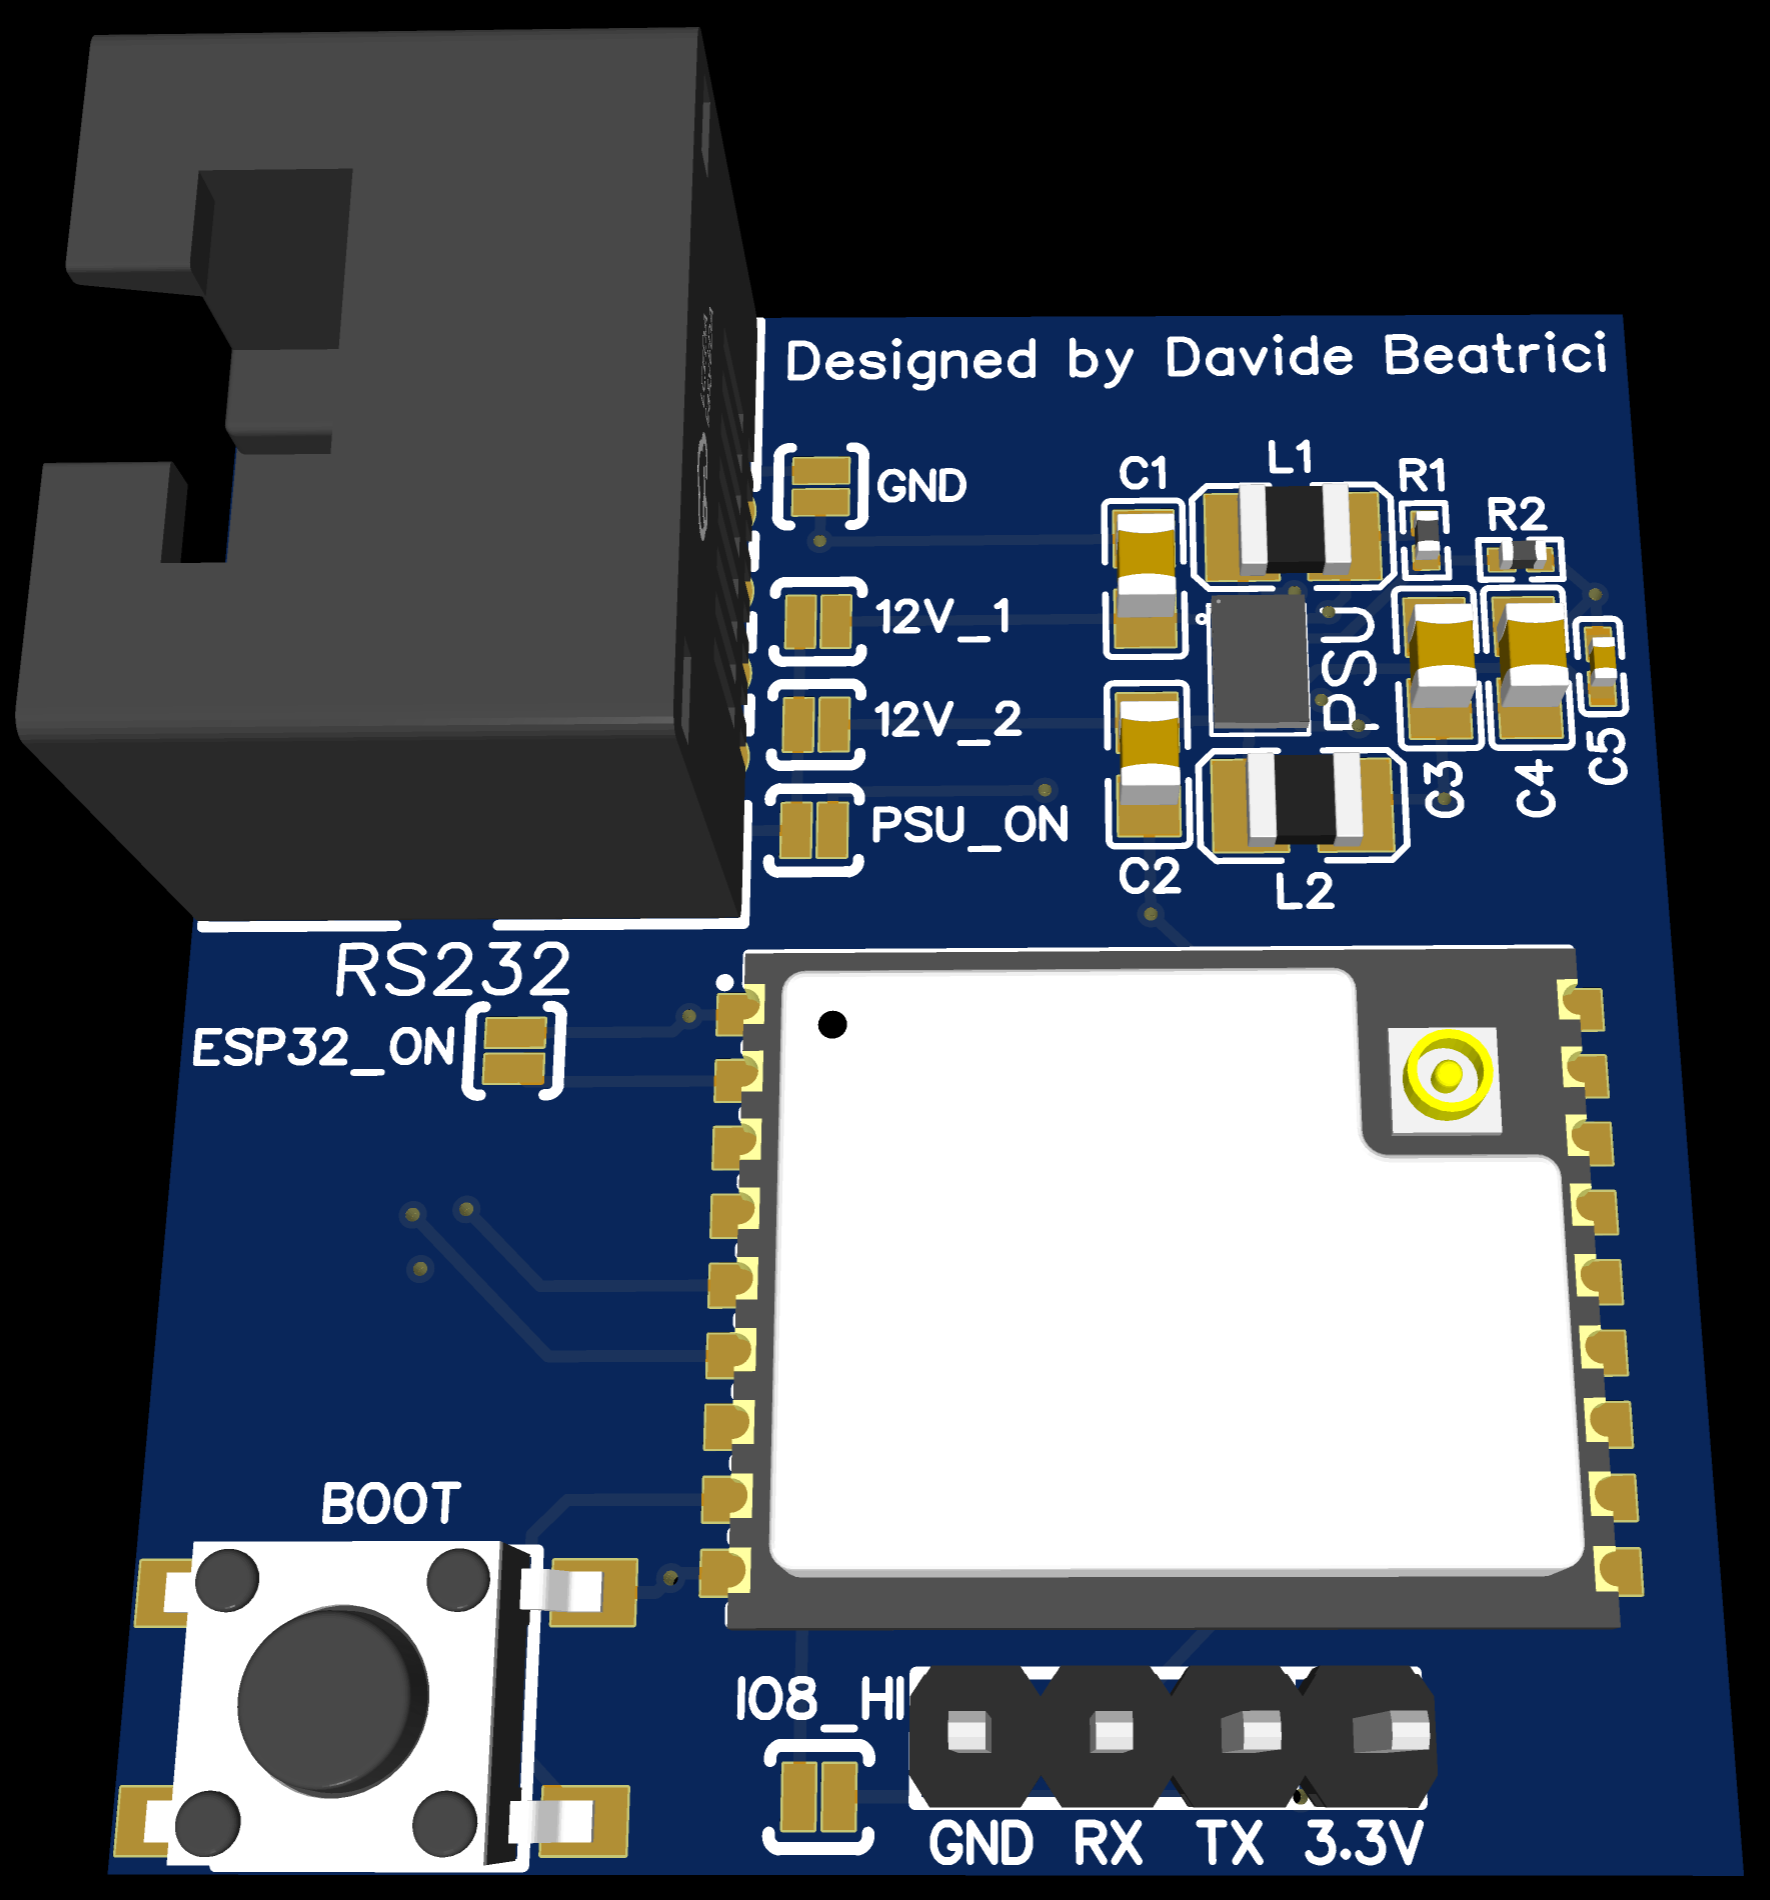 Designed by Davide Beatrici
GND
C1
L1
R1
R2
12V_1
PSU
12V_2
C3
C4
C5
PSU_ON
C2
L2
RS232
ESP32_ON
BOOT
IO8_HI
GND RX TX 3.3V